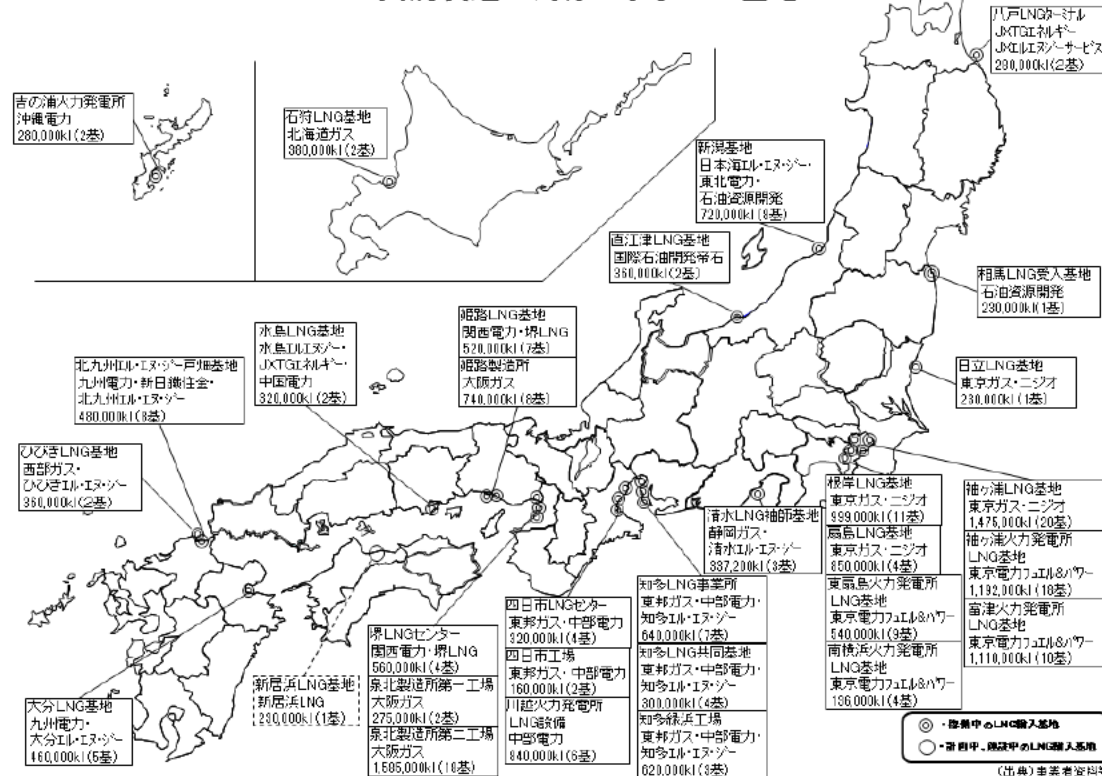 八戸LNGターミナル
JXTGエネルギー
JXエルエヌジーサービス
280,000kl(2基)
吉の浦火力発電所
沖縄電力
280,000kl(2基)
石狩LNG基地
北海道ガス
380,000kl(2基)
新潟基地
日本海エル・エヌ・ジー・
東北電力・
石油資源開発
720,000kl(8基)
直江津LNG基地
国際石油開発帝石
360,000kl(2基)
相馬LNG受入基地
石油資源開発
230,000kl(1基)
日立LNG基地
東京ガス・ニジオ
230,000kl(1基)
姫路LNG基地
関西電力・堺LNG
520,000kl(7基)
姫路製造所
大阪ガス
740,000kl(8基)
水島LNG基地
水島エルエヌジー・
JXTGエネルギー・
中国電力
320,000kl(2基)
北九州エル・エヌ・ジー戸畑基地
九州電力・新日鐵住金・
北九州エル・エヌ・ジー
480,000kl(8基)
ひびきLNG基地
西部ガス・
ひびきエル・エヌ・ジー
360,000kl(2基)
大分LNG基地
九州電力・
大分エル・エヌ・ジー
460,000kl(5基)
新居浜LNG基地
新居浜LNG
230,000kl(1基)
堺LNGセンター
関西電力・堺LNG
560,000kl(4基)
泉北製造所第一工場
大阪ガス
275,000kl(2基)
泉北製造所第二工場
大阪ガス
1,585,000kl(18基)
四日市LNGセンター
東邦ガス・中部電力
320,000kl(4基)
四日市工場
東邦ガス・中部電力
160,000kl(2基)
川越火力発電所
LNG設備
中部電力
840,000kl(6基)
知多LNG事業所
東邦ガス・中部電力・
知多エル・エヌ・ジー
640,000kl(7基)
知多LNG共同基地
東邦ガス・中部電力・
知多エル・エヌ・ジー
300,000kl(4基)
知多緑浜工場
東邦ガス・中部電力・
知多エル・エヌ・ジー
620,000kl(3基)
清水LNG袖師基地
静岡ガス・
清水エル・エヌ・ジー
337,200kl(3基)
根岸LNG基地
東京ガス・ニジオ
999,000kl(11基)
扇島LNG基地
東京ガス・ニジオ
850,000kl(4基)
東扇島火力発電所
LNG基地
東京電力フュエル&パワー
540,000kl(9基)
南横浜火力発電所
LNG基地
東京電力フュエル&パワー
136,000kl(4基)
袖ヶ浦LNG基地
東京ガス・ニジオ
1,475,000kl(20基)
袖ヶ浦火力発電所
LNG基地
東京電力フュエル&パワー
1,192,000kl(18基)
富津火力発電所
LNG基地
東京電力フュエル&パワー
1,110,000kl(10基)
◎・稼働中のLNG輸入基地
○・計画中、建設中のLNG輸入基地
(出典)事業者資料等